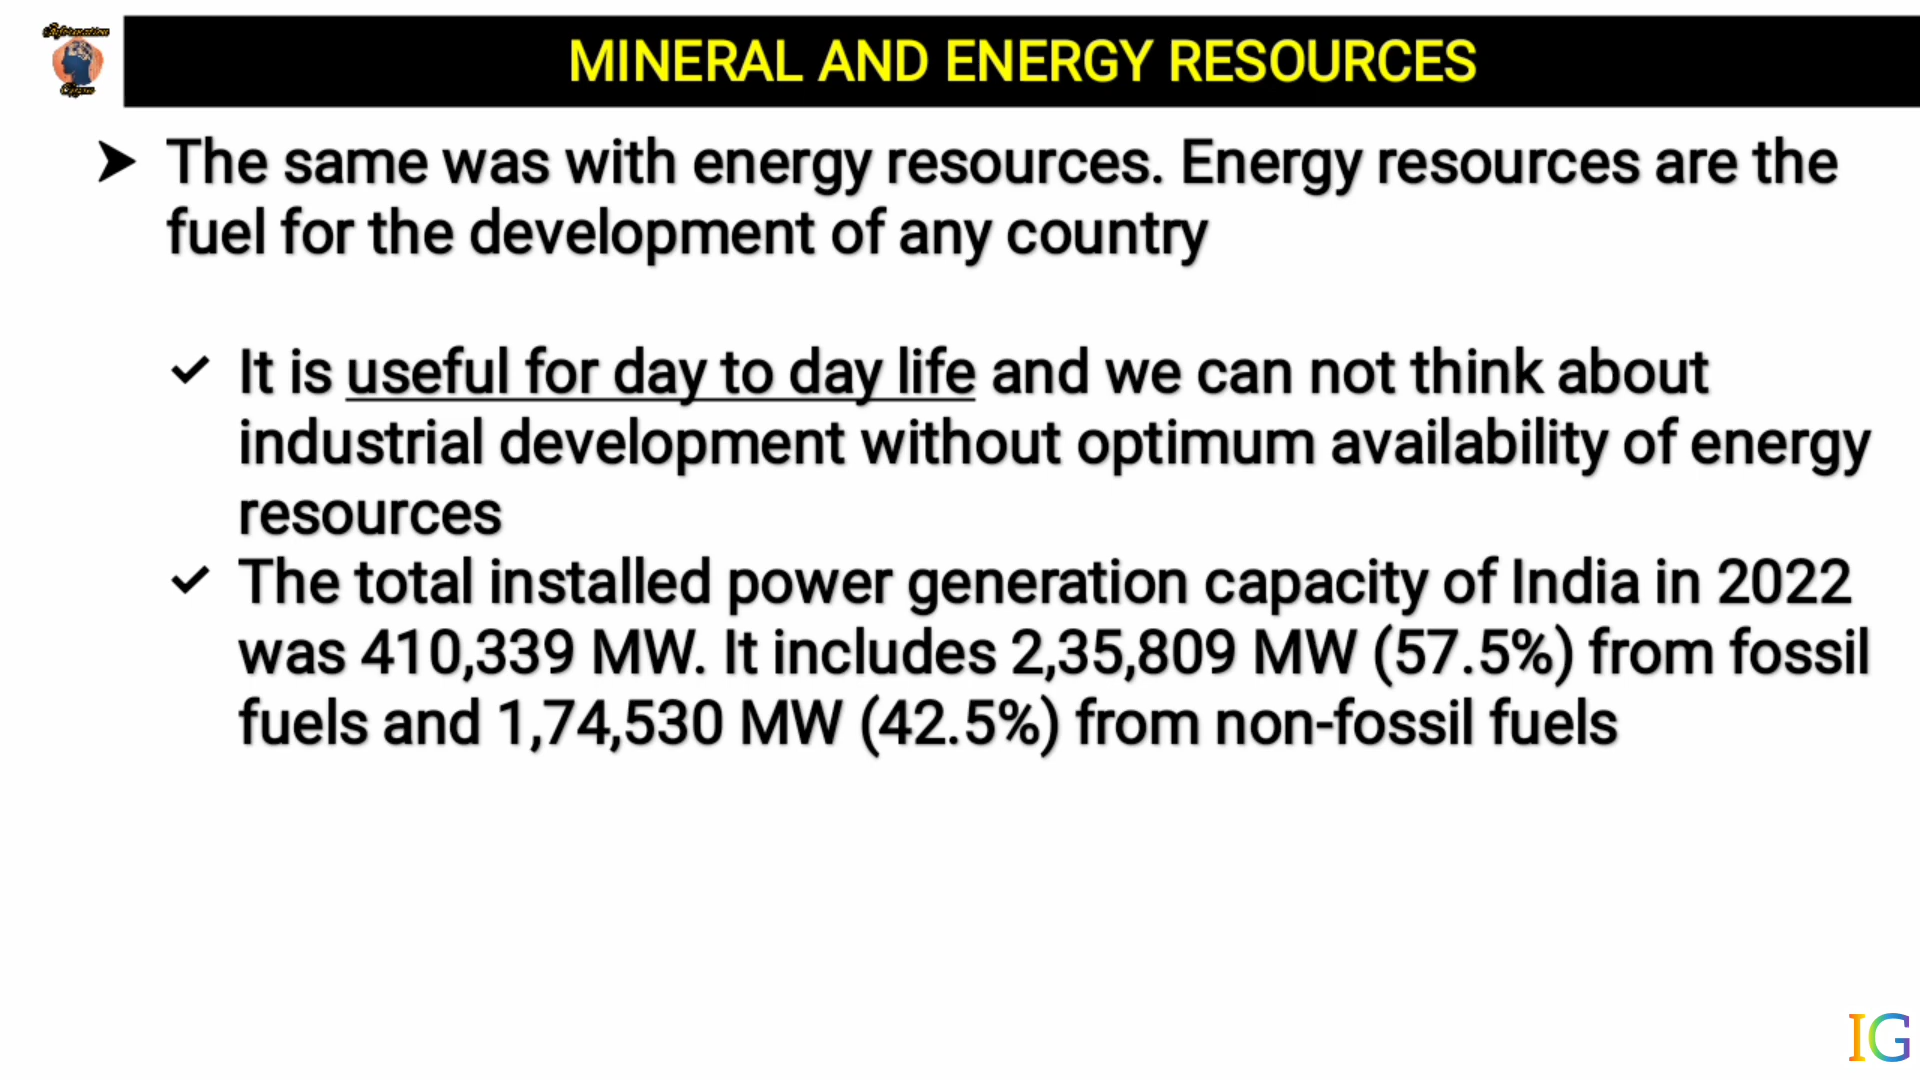 MINERAL AND ENERGY RESOURCES
The same was with energy resources. Energy resources are the
fuel for the development of any country
It is useful for day to day life and we can not think about
industrial development without optimum availability of energy
resources
The total installed power generation capacity of India in 2022
was 410,339 MW. It includes 2,35,809 MW (57.5%) from fossil
fuels and 1,74,530 MW (42.5%) from non-fossil fuels
IG